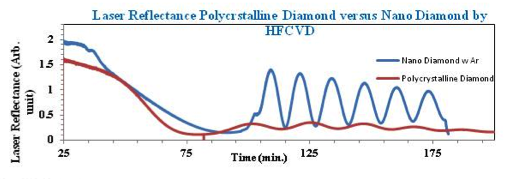 Laser Reflectance Polycrstalline Diamond versus Nano Diamond by
HFCVD
Laser Reflectance (Arb.
unit)
2
1.5
1
0.5
0
Nano Diamond w Ar
Polycrystalline Diamond
25
75
125
175
Time (min.)